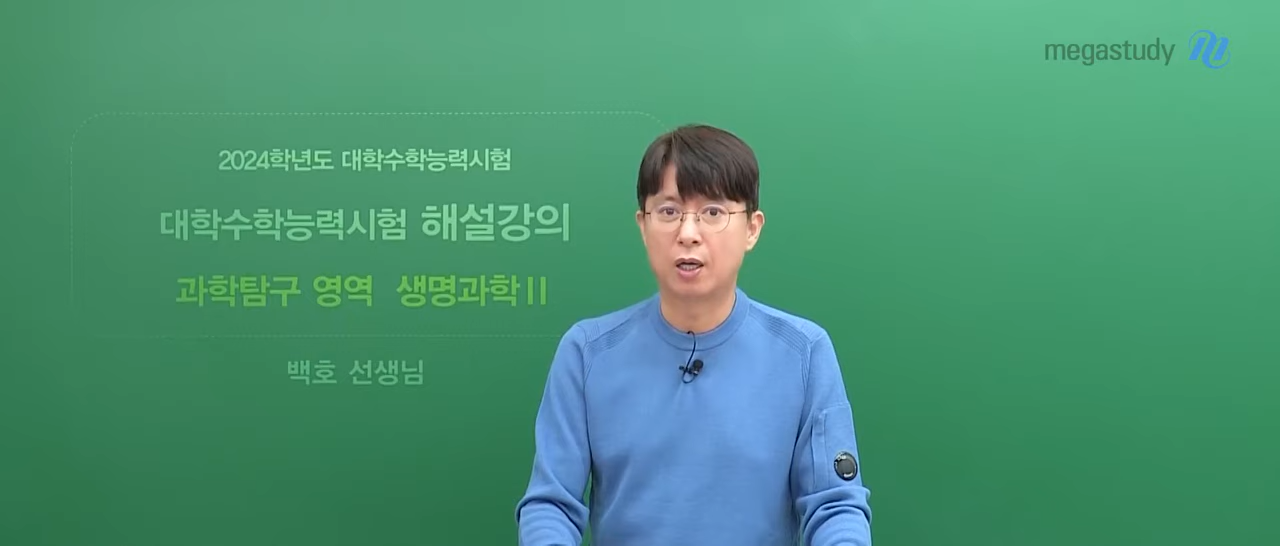 megastudy
2024학년도 대학수학능력시험
대학수학능력시험 해설강의
과학탐구 영역 생명과학 II
백호 선생님